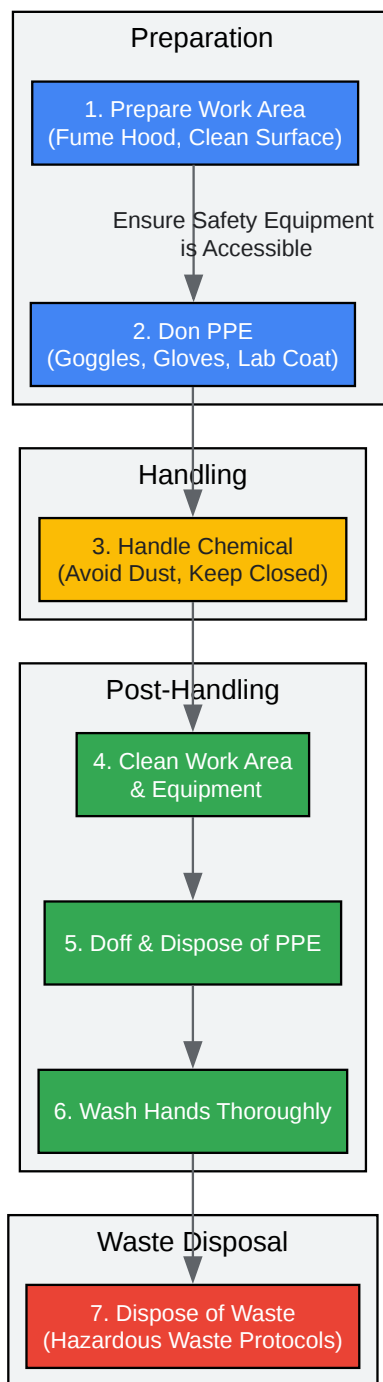 Preparation
1. Prepare Work Area
(Fume Hood, Clean Surface)
Ensure Safety Equipment
is Accessible
2. Don PPE
(Goggles, Gloves, Lab Coat)
Handling
3. Handle Chemical
(Avoid Dust, Keep Closed)
Post-Handling
4. Clean Work Area
& Equipment
5. Doff & Dispose of PPE
6. Wash Hands Thoroughly
Waste Disposal
7. Dispose of Waste
(Hazardous Waste Protocols)